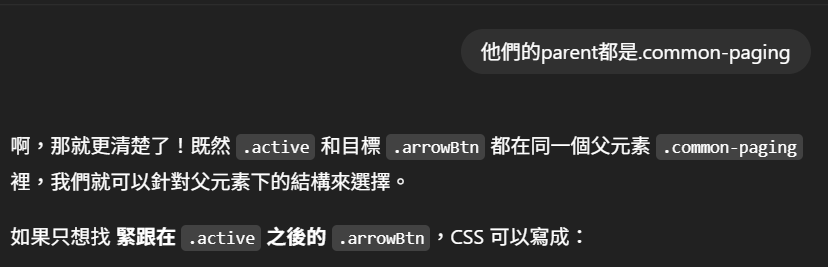 他們的parent都是.common-paging
啊，那就更清楚了！既然 .active 和目標 .arrowBtn 都在同一個父元素 .common-paging
裡，我們就可以針對父元素下的結構來選擇。
如果只想找 緊跟在 .active 之後的 .arrowBtn，CSS 可以寫成：